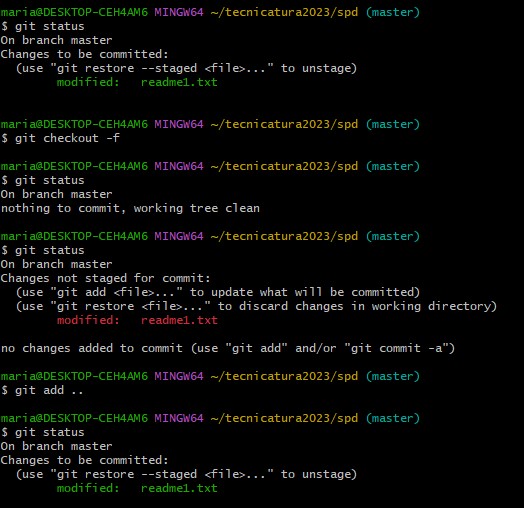 maria@DESKTOP-CEH4AM6 MINGW64 ~/tecnicatura2023/spd (master)
$ git status
On branch master
Changes to be committed:
  (use "git restore --staged <file>..." to unstage)
        modified:   readme1.txt

maria@DESKTOP-CEH4AM6 MINGW64 ~/tecnicatura2023/spd (master)
$ git checkout -f

maria@DESKTOP-CEH4AM6 MINGW64 ~/tecnicatura2023/spd (master)
$ git status
On branch master
nothing to commit, working tree clean

maria@DESKTOP-CEH4AM6 MINGW64 ~/tecnicatura2023/spd (master)
$ git status
On branch master
Changes not staged for commit:
  (use "git add <file>..." to update what will be committed)
  (use "git restore <file>..." to discard changes in working directory)
        modified:   readme1.txt

no changes added to commit (use "git add" and/or "git commit -a")

maria@DESKTOP-CEH4AM6 MINGW64 ~/tecnicatura2023/spd (master)
$ git add ..

maria@DESKTOP-CEH4AM6 MINGW64 ~/tecnicatura2023/spd (master)
$ git status
On branch master
Changes to be committed:
  (use "git restore --staged <file>..." to unstage)
        modified:   readme1.txt